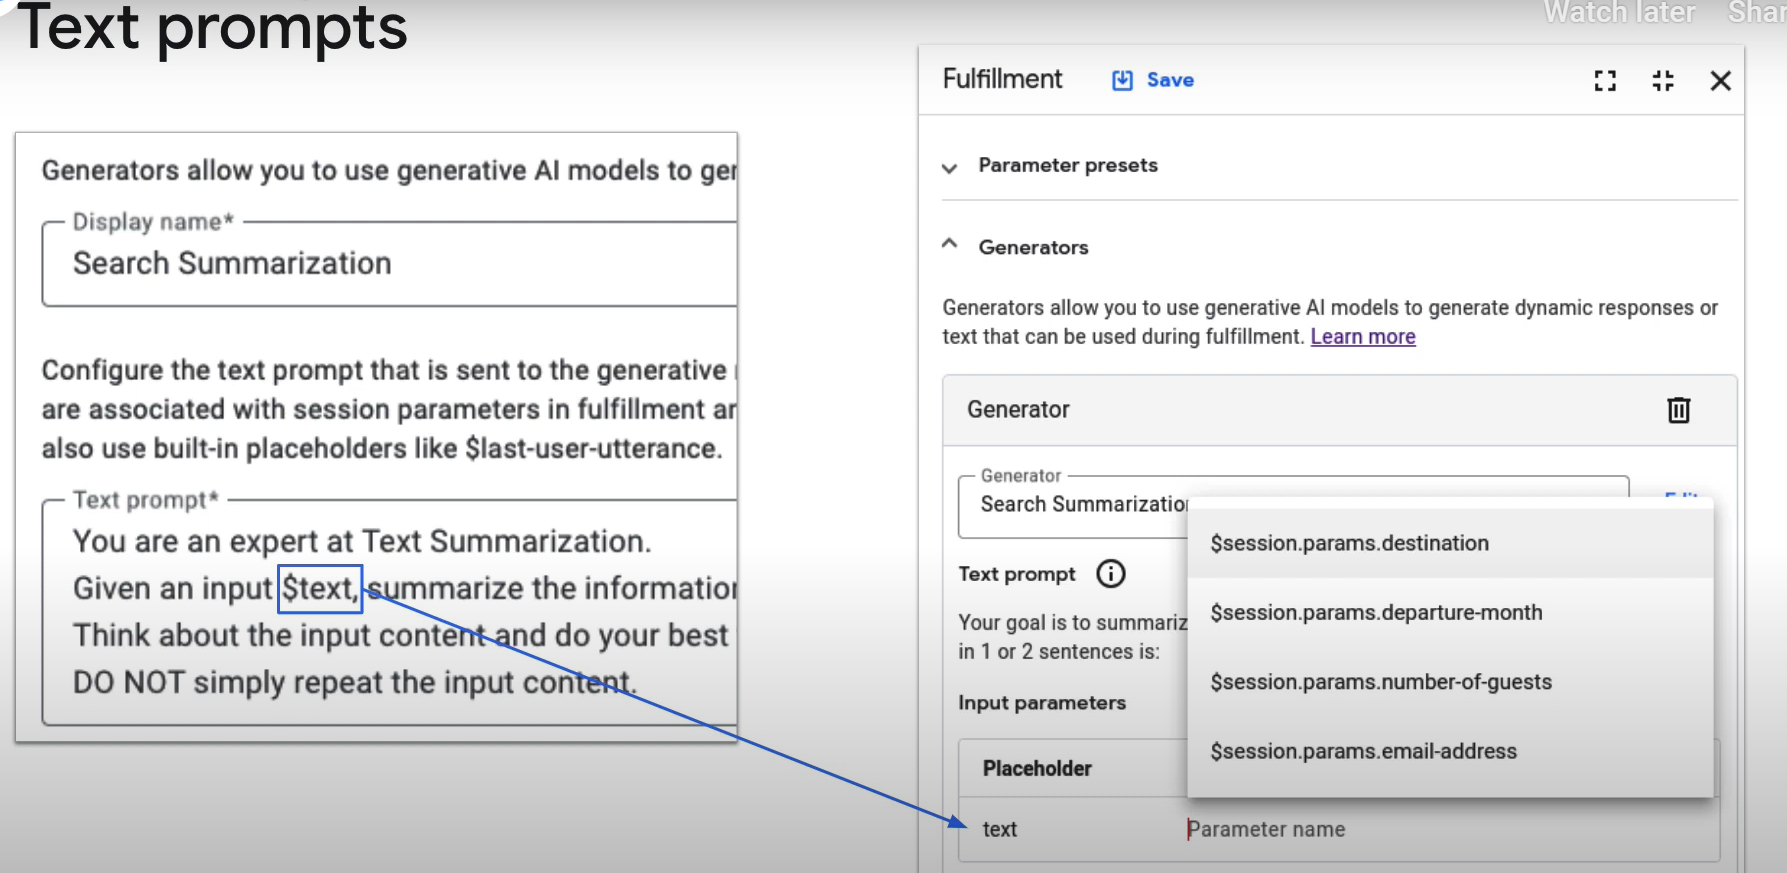 Text prompts
Watch later
Generators allow you to use generative AI models to
Display name*
Search Summarization
Configure the text prompt that is sent to the generative
are associated with session parameters in fulfillment
also use built-in placeholders like $last-user-utterance.
Text prompt*
You are an expert at Text Summarization.
Given an input $text, summarize the information
Think about the input content and do your best
DO NOT simply repeat the input content.
Fulfillment
Save
Parameter presets
Generators
Generators allow you to use generative AI models to generate dynamic responses or
text that can be used during fulfillment. Learn more
Generator
Generator
Search Summarization
Edit
Text prompt
Your goal is to
in 1 or 2 sentences is:
Input parameters
$session.params.destination
$session.params.departure-month
$session.params.number-of-guests
$session.params.email-address
Placeholder
text
Parameter name